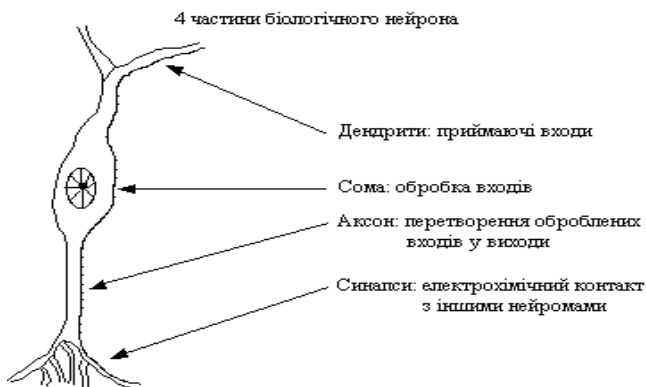 4 частини біологічного нейрона
Дендрити: приймаючі входи
Сома: обробка входів
Аксон: перетворення оброблених
входів у виходи
Синапси: електрохімічний контакт
з іншими нейромами